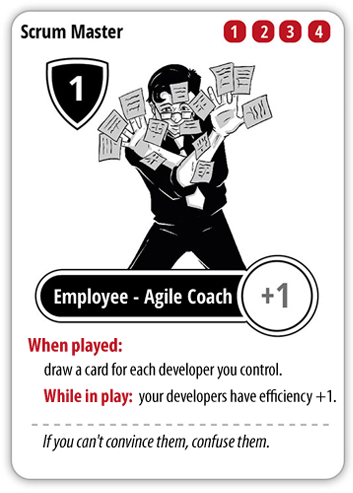 Scrum Master 1 2 3 4
1
Employee - Agile Coach +1
When played:
draw a card for each developer you control.
While in play: your developers have efficiency +1.
If you can't convince them, confuse them.